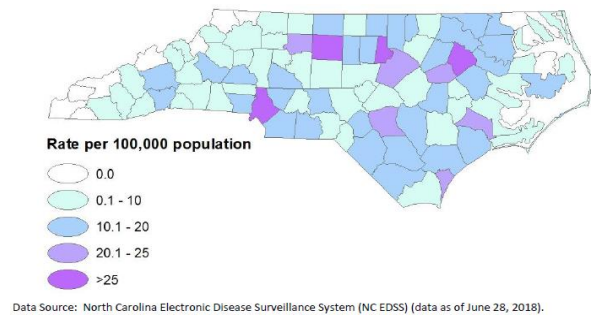 Rate per 100,000 population
0.0
0.1 - 10
10.1 - 20
20.1 - 25
>25
Data Source: North Carolina Electronic Disease Surveillance System (NC EDSS) (data as of June 28, 2018).